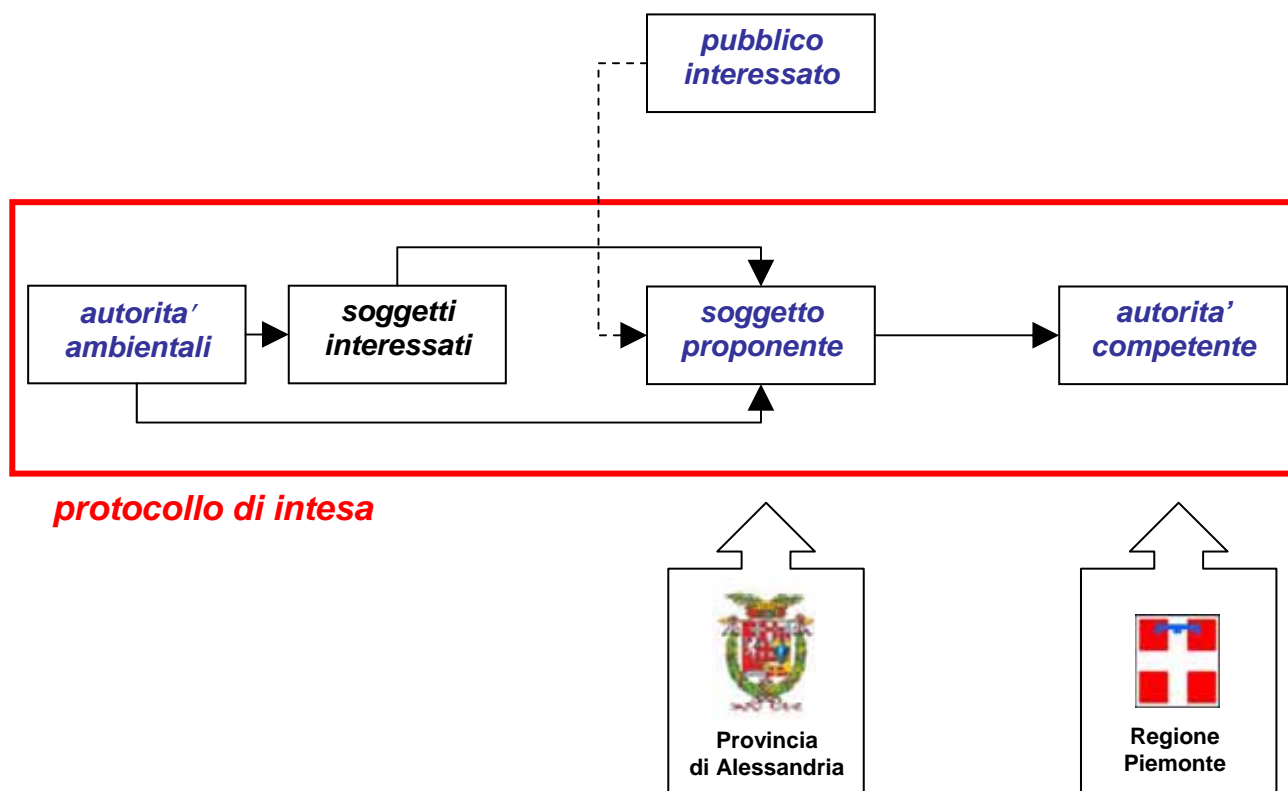 pubblico
interessato
autorita’
ambientali
soggetti
interessati
soggetto
proponente
autorita’
competente
protocollo di intesa
Provincia
di Alessandria
Regione
Piemonte